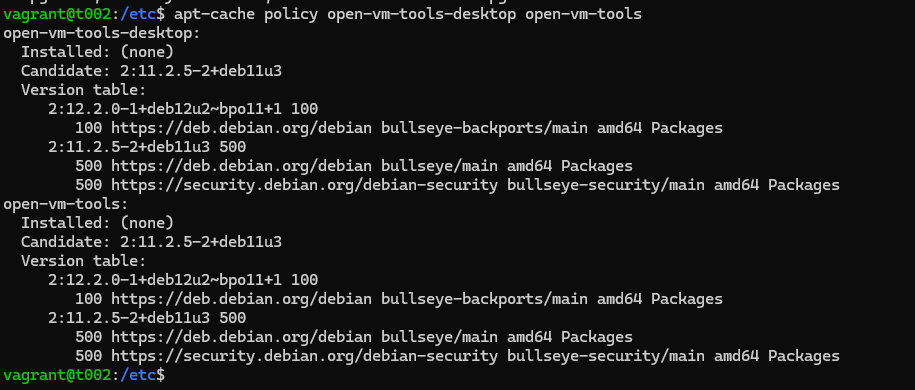 vagrant@t002:/etc$ apt-cache policy open-vm-tools-desktop open-vm-tools
open-vm-tools-desktop:
  Installed: (none)
  Candidate: 2:11.2.5-2+deb11u3
  Version table:
     2:12.2.0-1+deb12u2~bpo11+1 100
        100 https://deb.debian.org/debian bullseye-backports/main amd64 Packages
     2:11.2.5-2+deb11u3 500
        500 https://deb.debian.org/debian bullseye/main amd64 Packages
        500 https://security.debian.org/debian-security bullseye-security/main amd64 Packages
open-vm-tools:
  Installed: (none)
  Candidate: 2:11.2.5-2+deb11u3
  Version table:
     2:12.2.0-1+deb12u2~bpo11+1 100
        100 https://deb.debian.org/debian bullseye-backports/main amd64 Packages
     2:11.2.5-2+deb11u3 500
        500 https://deb.debian.org/debian bullseye/main amd64 Packages
        500 https://security.debian.org/debian-security bullseye-security/main amd64 Packages
vagrant@t002:/etc$